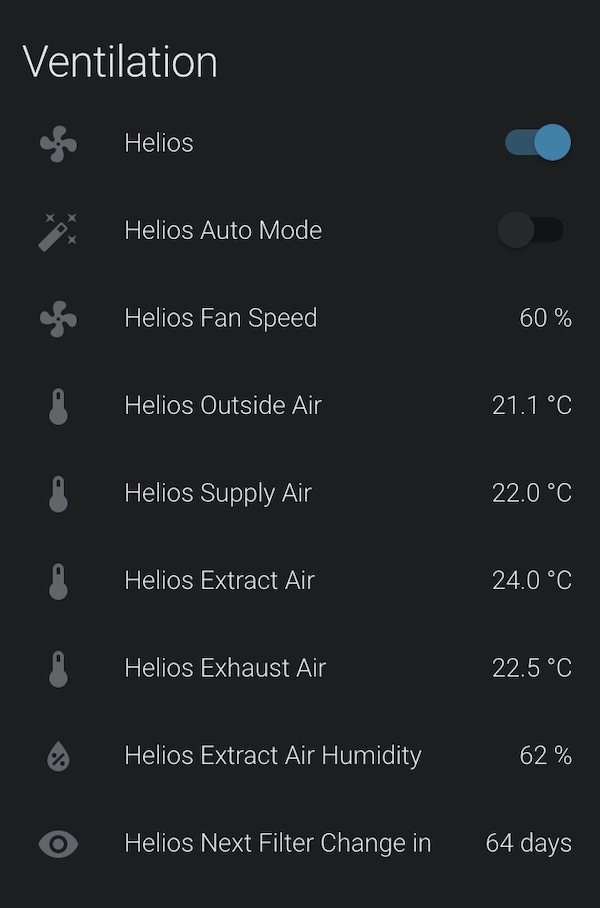 Ventilation
Helios
Helios Auto Mode
Helios Fan Speed 60 %
Helios Outside Air 21.1 °C
Helios Supply Air 22.0 °C
Helios Extract Air 24.0 °C
Helios Exhaust Air 22.5 °C
Helios Extract Air Humidity 62 %
Helios Next Filter Change in 64 days